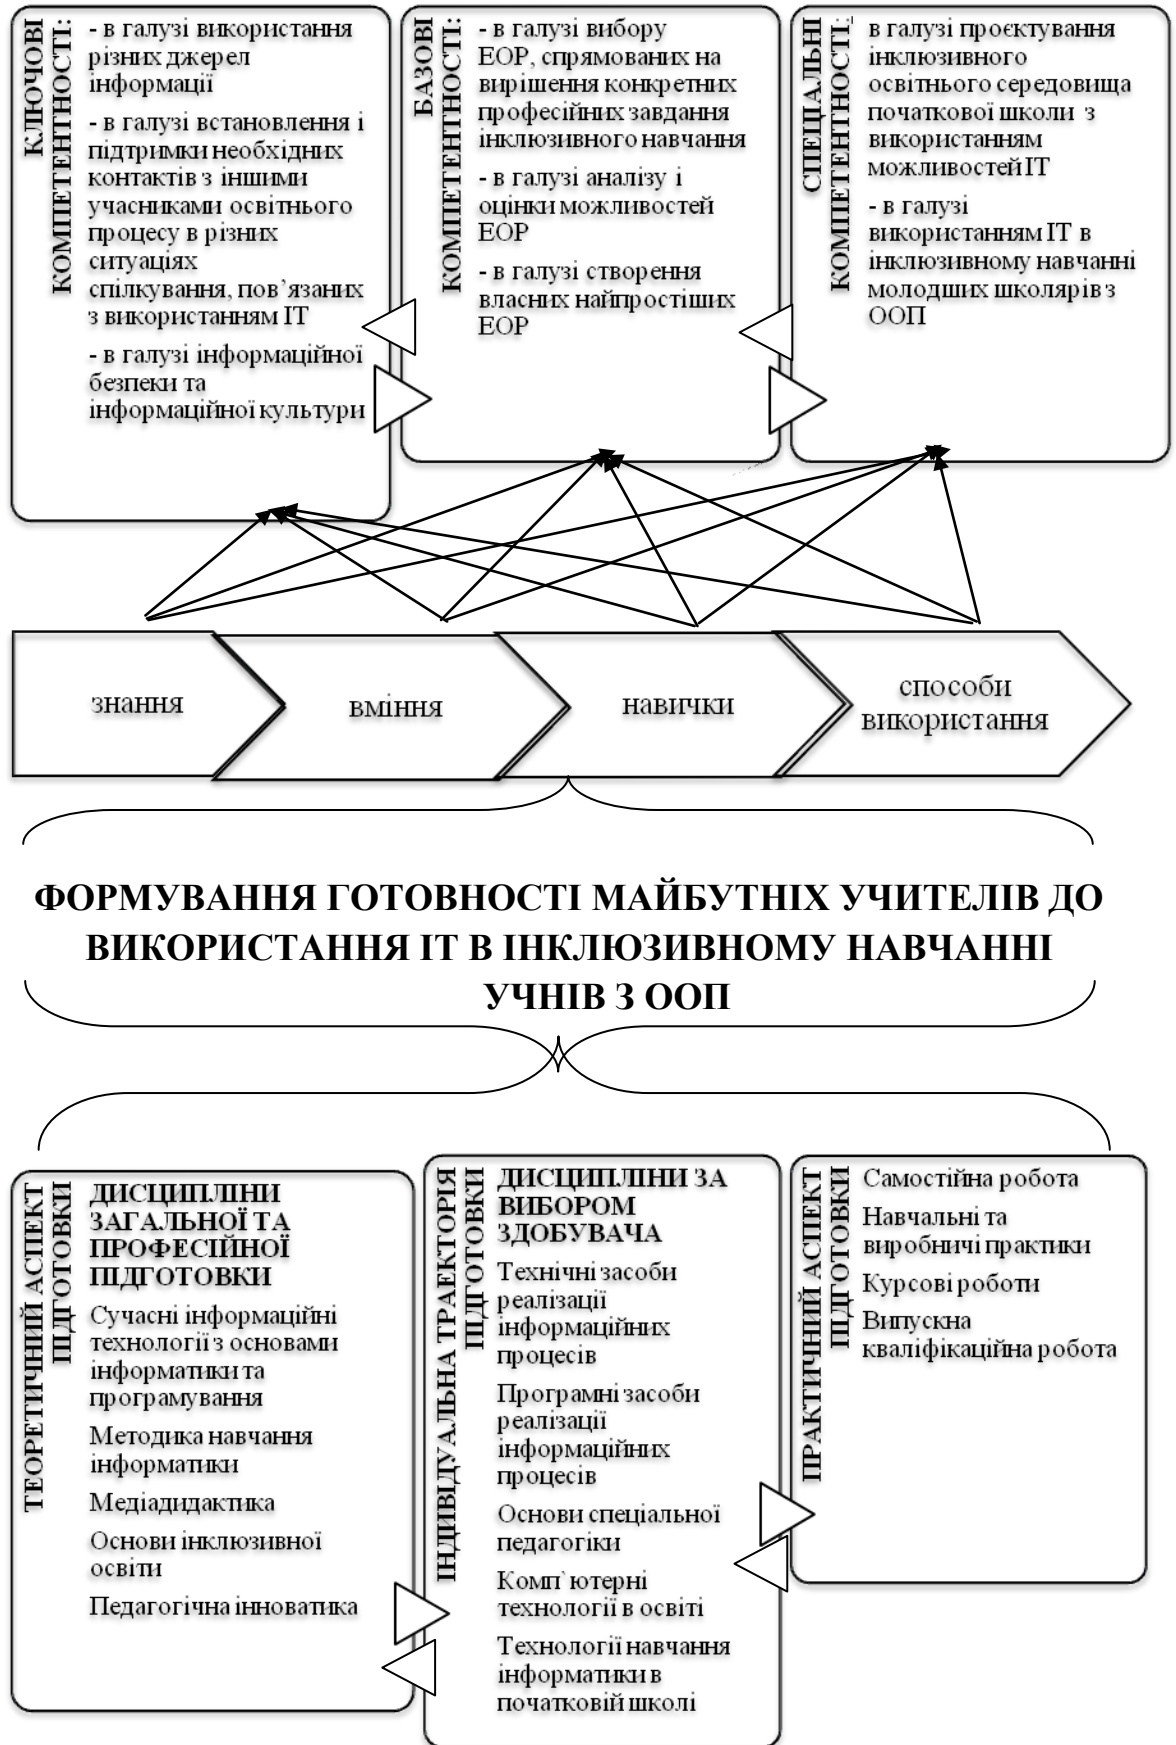 КЛЮЧОВІ
КОМПЕТЕНТНОСТІ::
- в галузі використання
різних джерел
інформації
- в галузі встановлення і
підтримки необхідних
контактів з іншими
учасниками освітнього
процесу в різних
ситуаціях
спілкування, пов’язаних
з використанням ІТ
- в галузі інформаційної
безпеки та
інформаційної культури
БАЗОВІ
КОМПЕТЕНТНОСТІ::
- в галузі вибору
ЕОР, спрямованих на
вирішення конкретних
професійних завдання
інклюзивного навчання
- в галузі аналізу і
оцінки можливостей
ЕОР
- в галузі створення
власних найпростіших
ЕОР
СПЕЦІАЛЬНІ
КОМПЕТЕНТНОСТІ::
в галузі проєктування
інклюзивного
освітнього середовища
початкової школи з
використанням
можливостей ІТ
- в галузі
використанням ІТ в
інклюзивному навчанні
молодших школярів з
ООП
знання
вміння
навички
способи
використання
ФОРМУВАННЯ ГОТОВНОСТІ МАЙБУТНІХ УЧИТЕЛІВ ДО
ВИКОРИСТАННЯ ІТ В ІНКЛЮЗИВНОМУ НАВЧАННІ
УЧНІВ З ООП
ТЕОРЕТИЧНИЙ АСПЕКТ
ПІДГОТОВКИ
ДИСЦИПЛІНИ
ЗАГАЛЬНОЇ ТА
ПРОФЕСІЙНОЇ
ПІДГОТОВКИ
Сучасні інформаційні
технології з основами
інформатики та
програмування
Методика навчання
інформатики
Медіадидактика
Основи інклюзивної
освіти
Педагогічна інноватика
ІНДИВІДУАЛЬНА ТРАЕКТОРІЯ
ПІДГОТОВКИ
ДИСЦИПЛІНИ ЗА
ВИБОРОМ
ЗДОБУВАЧА
Технічні засоби
реалізації
інформаційних
процесів
Програмні засоби
реалізації
інформаційних
процесів
Основи спеціальної
педагогіки
Комп`ютерні
технології в освіті
Технології навчання
інформатики в
початковій школі
ПРАКТИЧНИЙ АСПЕКТ
ПІДГОТОВКИ
Самостійна робота
Навчальні та
виробничі практики
Курсові роботи
Випускна
кваліфікаційна робота